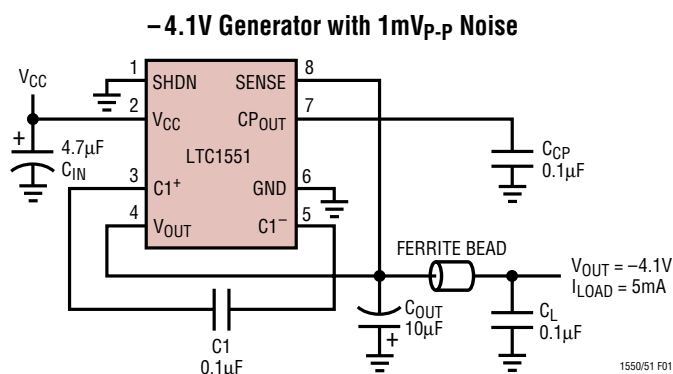 –4.1V Generator with 1mVP-P Noise
VCC
1
SHDN
SENSE
8
2
VCC
CPOUT
7
+
4.7µF
CIN
LTC1551
CCP
0.1µF
3
C1+
GND
6
4
VOUT
C1–
5
FERRITE BEAD
VOUT = –4.1V
ILOAD = 5mA
COUT
10µF
+
CL
0.1µF
C1
0.1µF
1550/51 F01